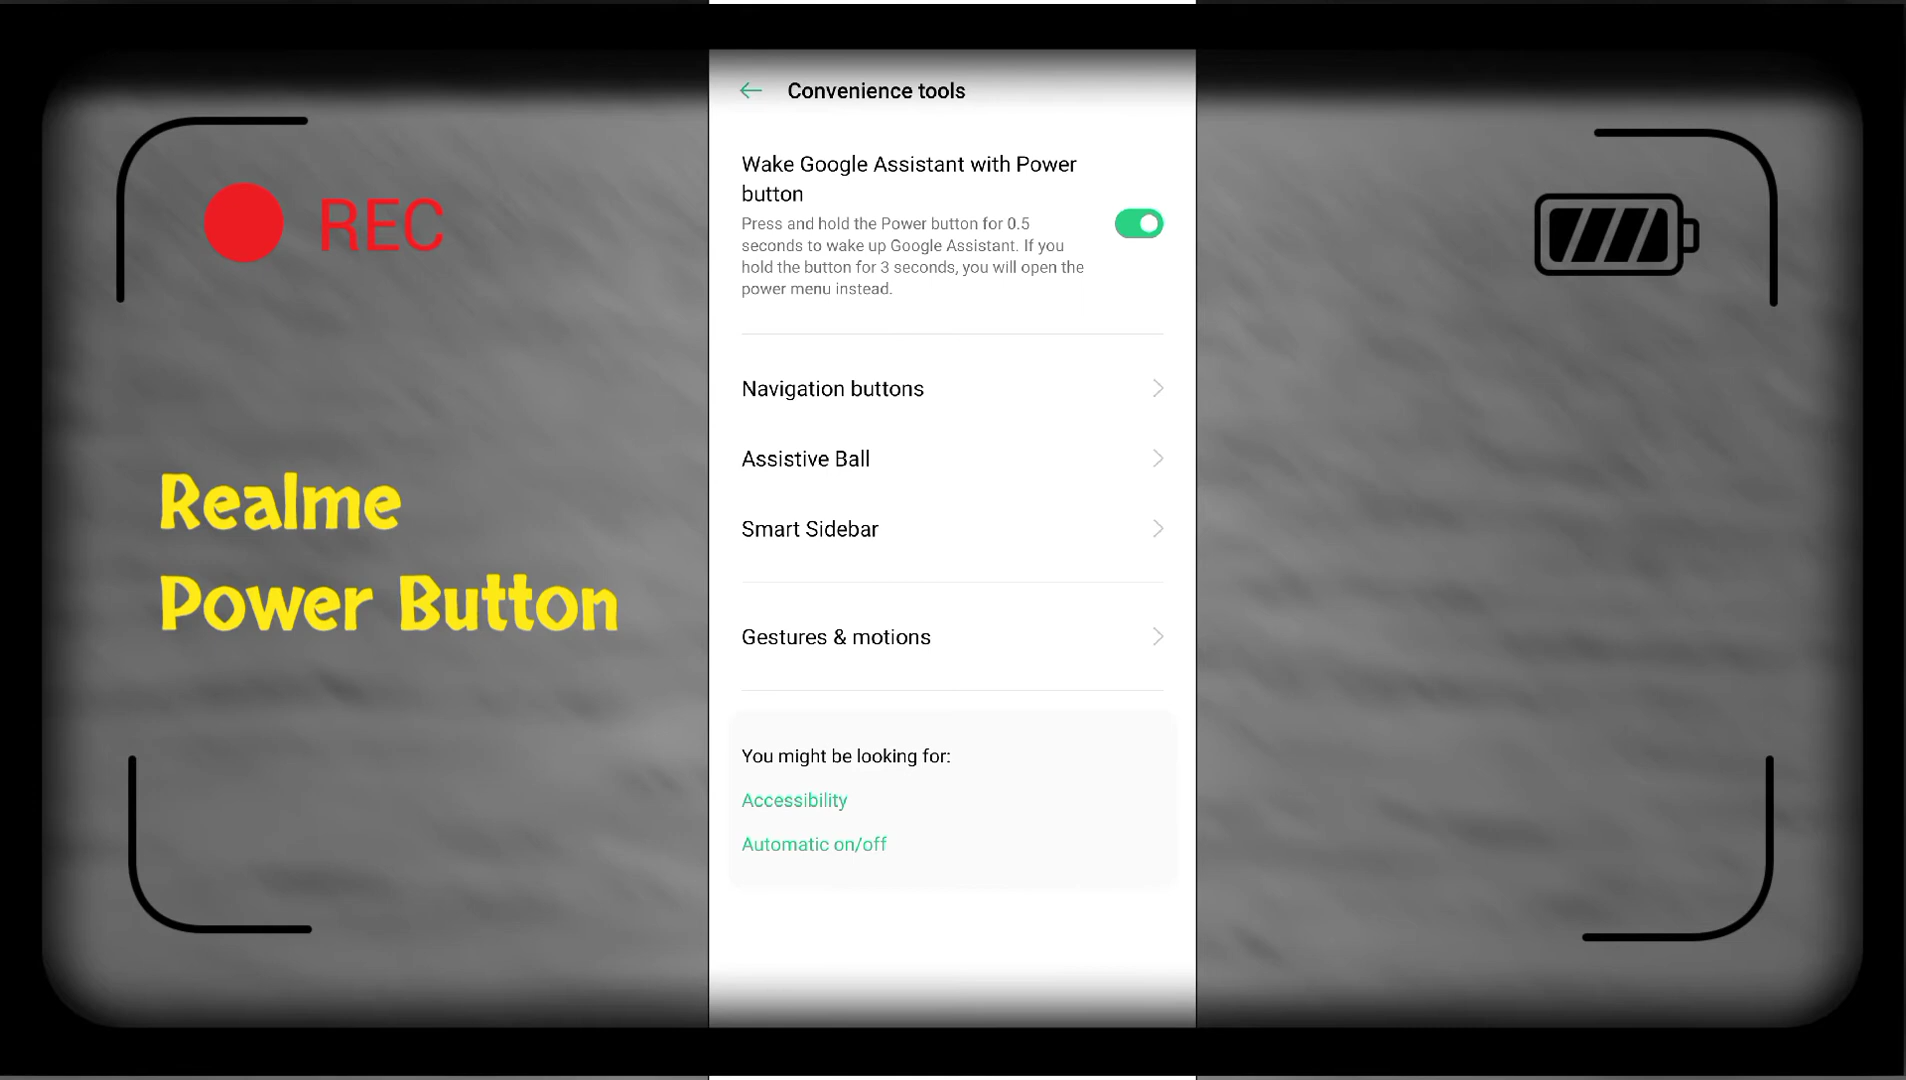 REC
Realme
Power Button
Convenience tools
Wake Google Assistant with Power
button
Press and hold the Power button for 0.5
seconds to wake up Google Assistant. If you
hold the button for 3 seconds, you will open the
power menu instead.
Navigation buttons
Assistive Ball
Smart Sidebar
Gestures & motions
You might be looking for:
Accessibility
Automatic on/off